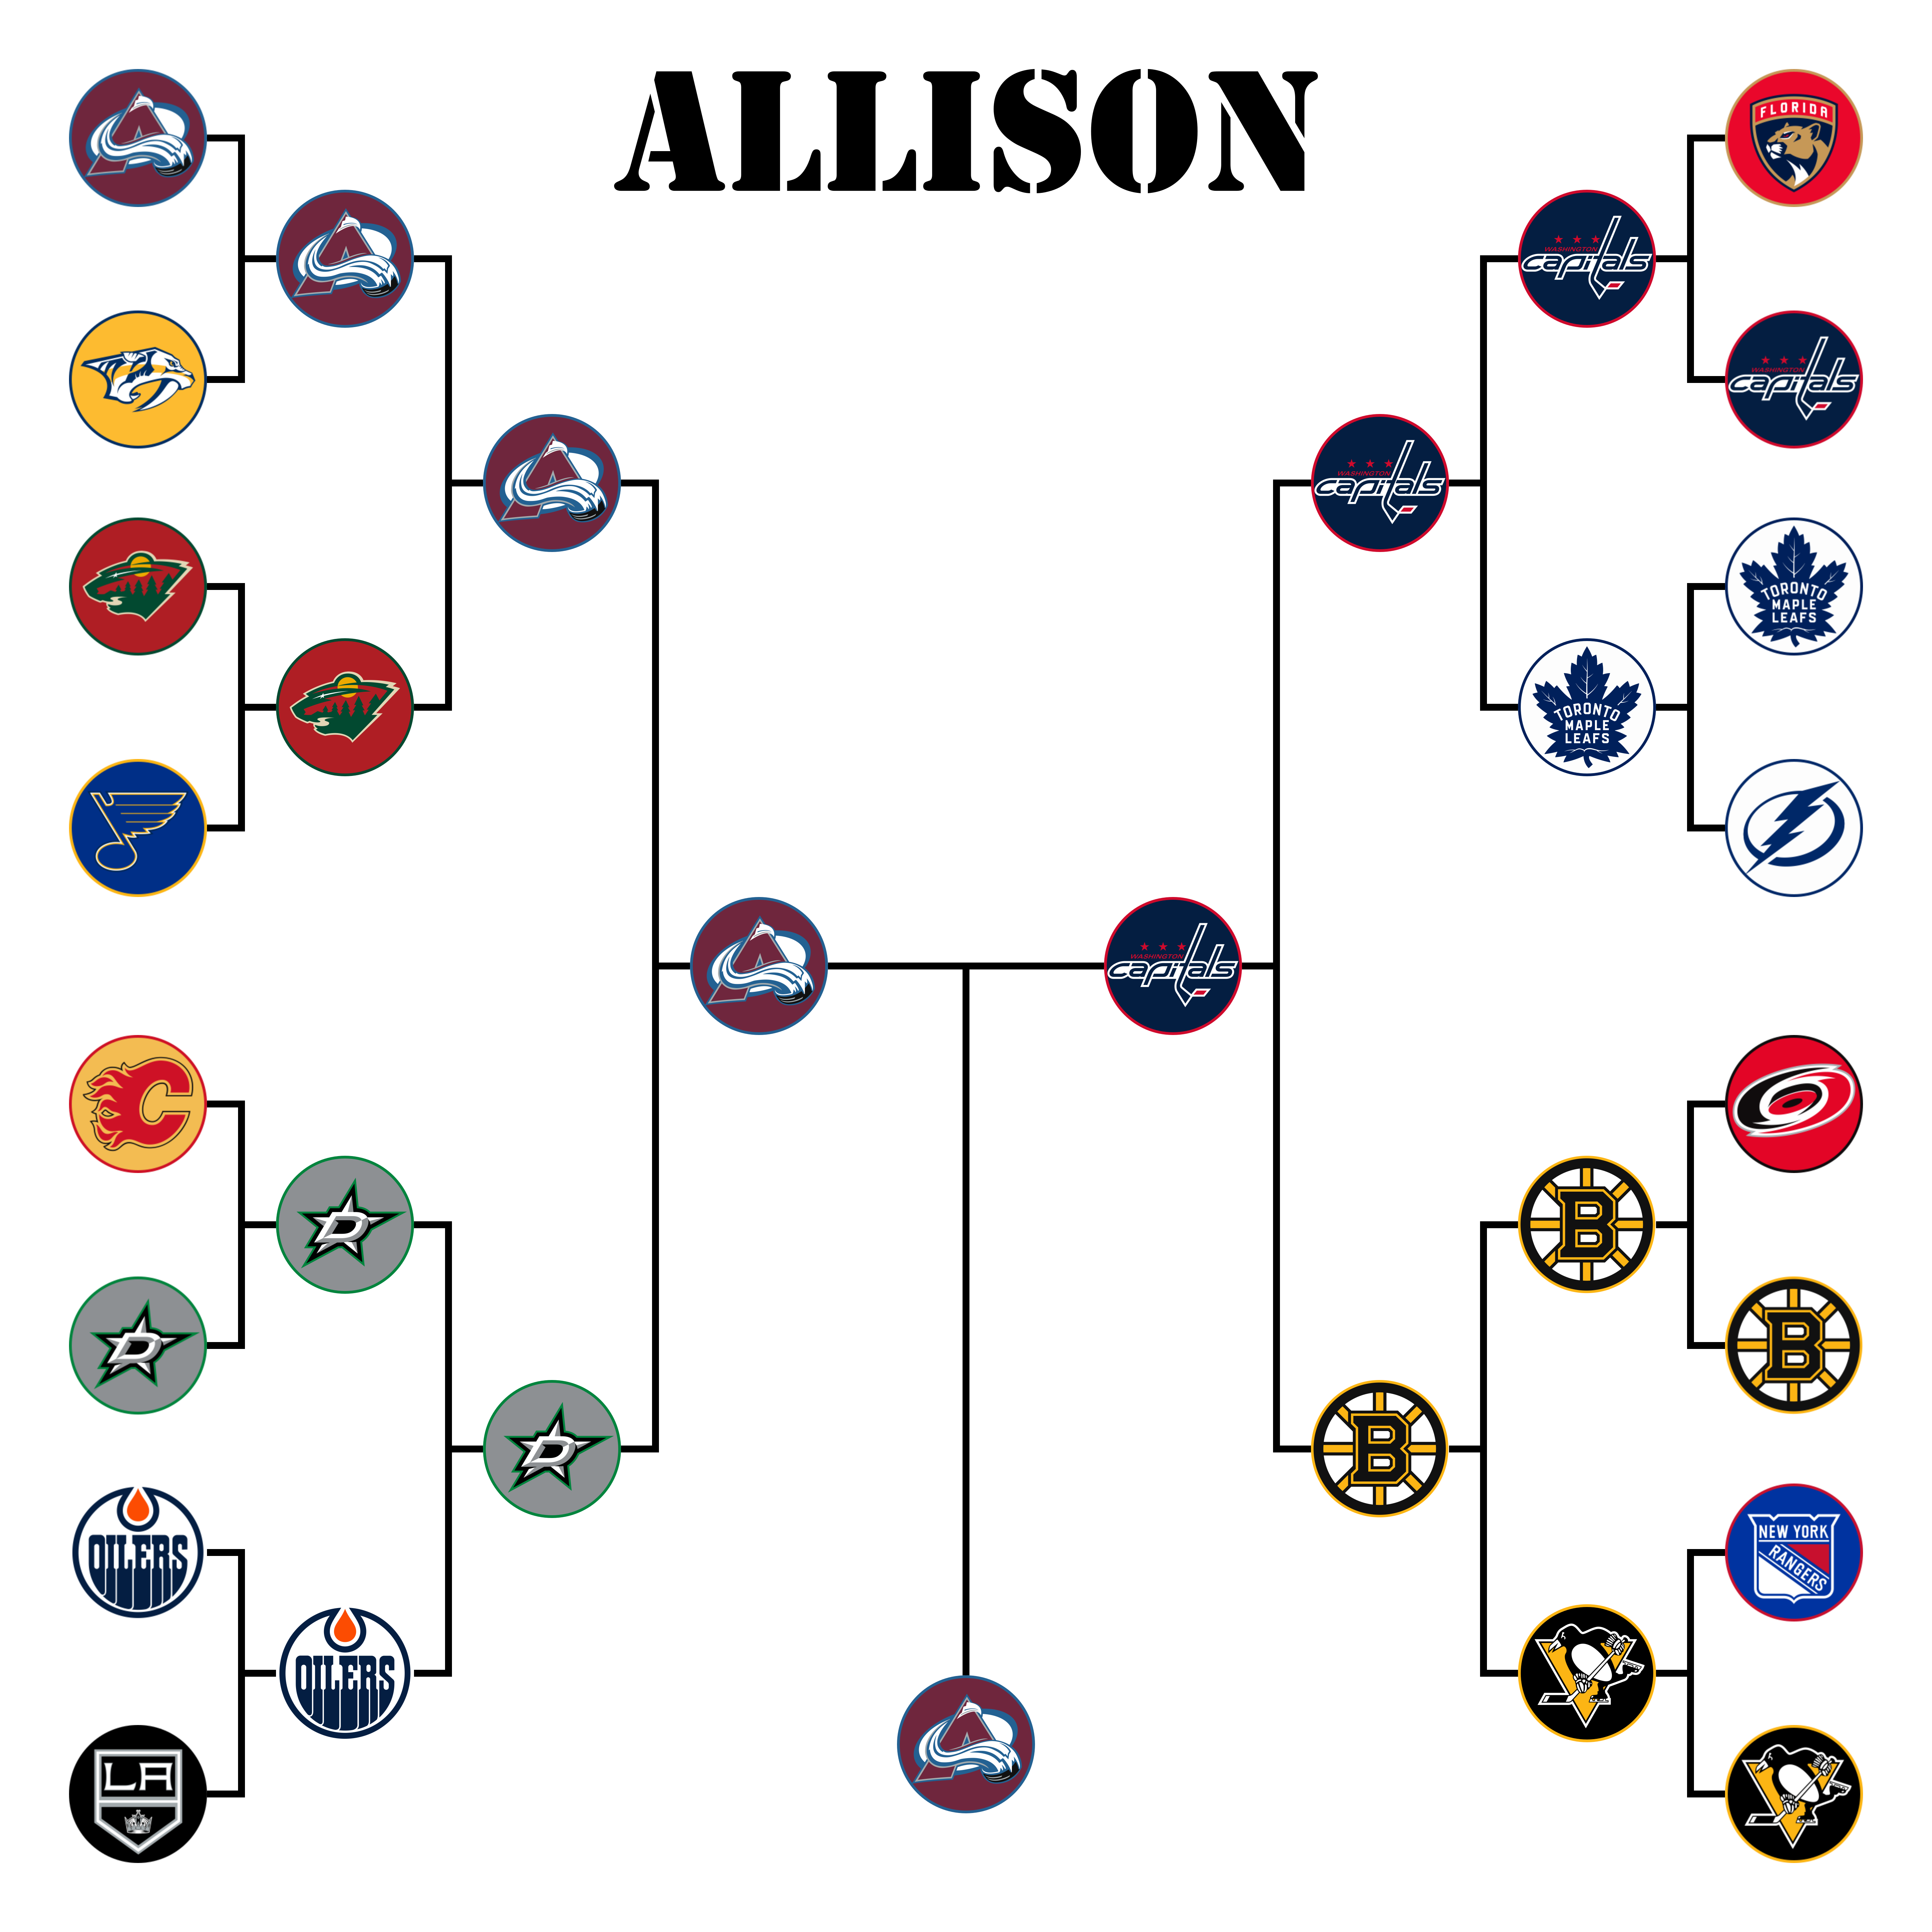 ALLISON
FLORIDA
WASHINGTON
capitals
WASHINGTON
capitals
WASHINGTON
capitals
TORONTO
MAPLE
LEAFS
TORONTO
MAPLE
LEAFS
WASHINGTON
capitals
C
D
B
D
B
D
B
OILERS
NEW YORK
RANGERS
OILERS
LA